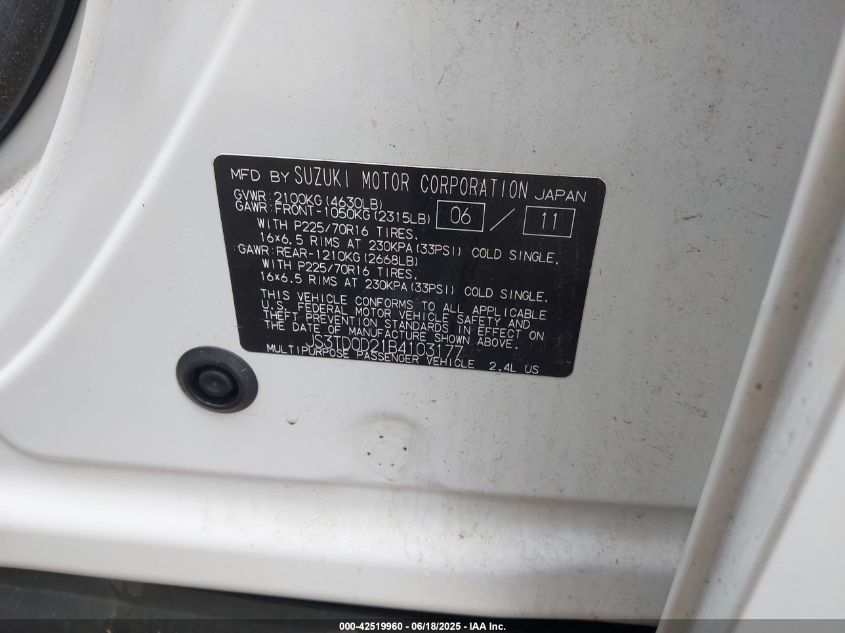 MFD BY SUZUKI MOTOR CORPORATION JAPAN
GVWR:2100KG(4630LB)
GAWR:FRONT-1050KG(2315LB) 06 / 11
WITH P225/70R16 TIRES.
16x6.5 RIMS AT 230KPA(33PSI) COLD SINGLE.
GAWR:REAR-1210KG(2668LB)
WITH P225/70R16 TIRES.
16x6.5 RIMS AT 230KPA(33PSI) COLD SINGLE.
THIS VEHICLE CONFORMS TO ALL APPLICABLE
U.S. FEDERAL MOTOR VEHICLE SAFETY AND
THEFT PREVENTION STANDARDS IN EFFECT ON
THE DATE OF MANUFACTURE SHOWN ABOVE.
JS3TD0D21B4103177
MULTIPURPOSE PASSENGER VEHICLE 2.4L US
000-42519960 - 06/18/2025 - IAA Inc.